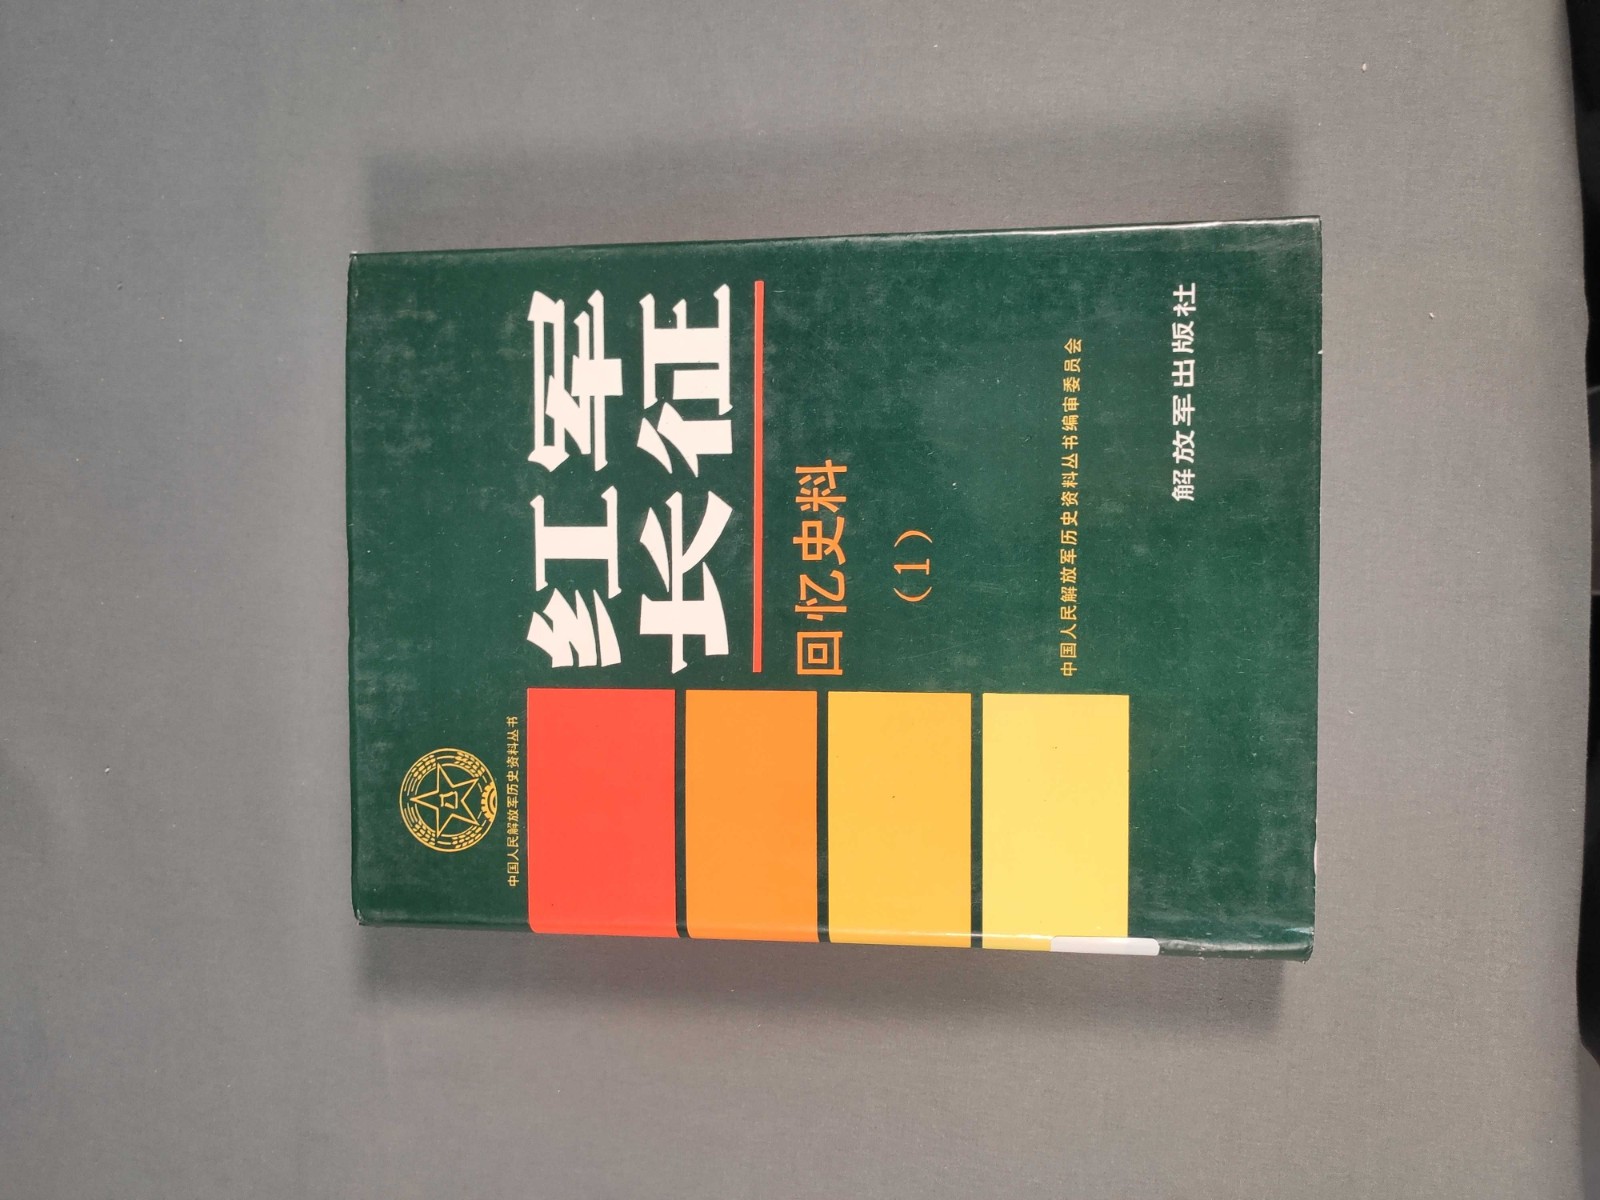 中国人民解放军历史资料丛书
红军
长征
回忆史料
(1)
中国人民解放军历史资料丛书编审委员会
解放军出版社